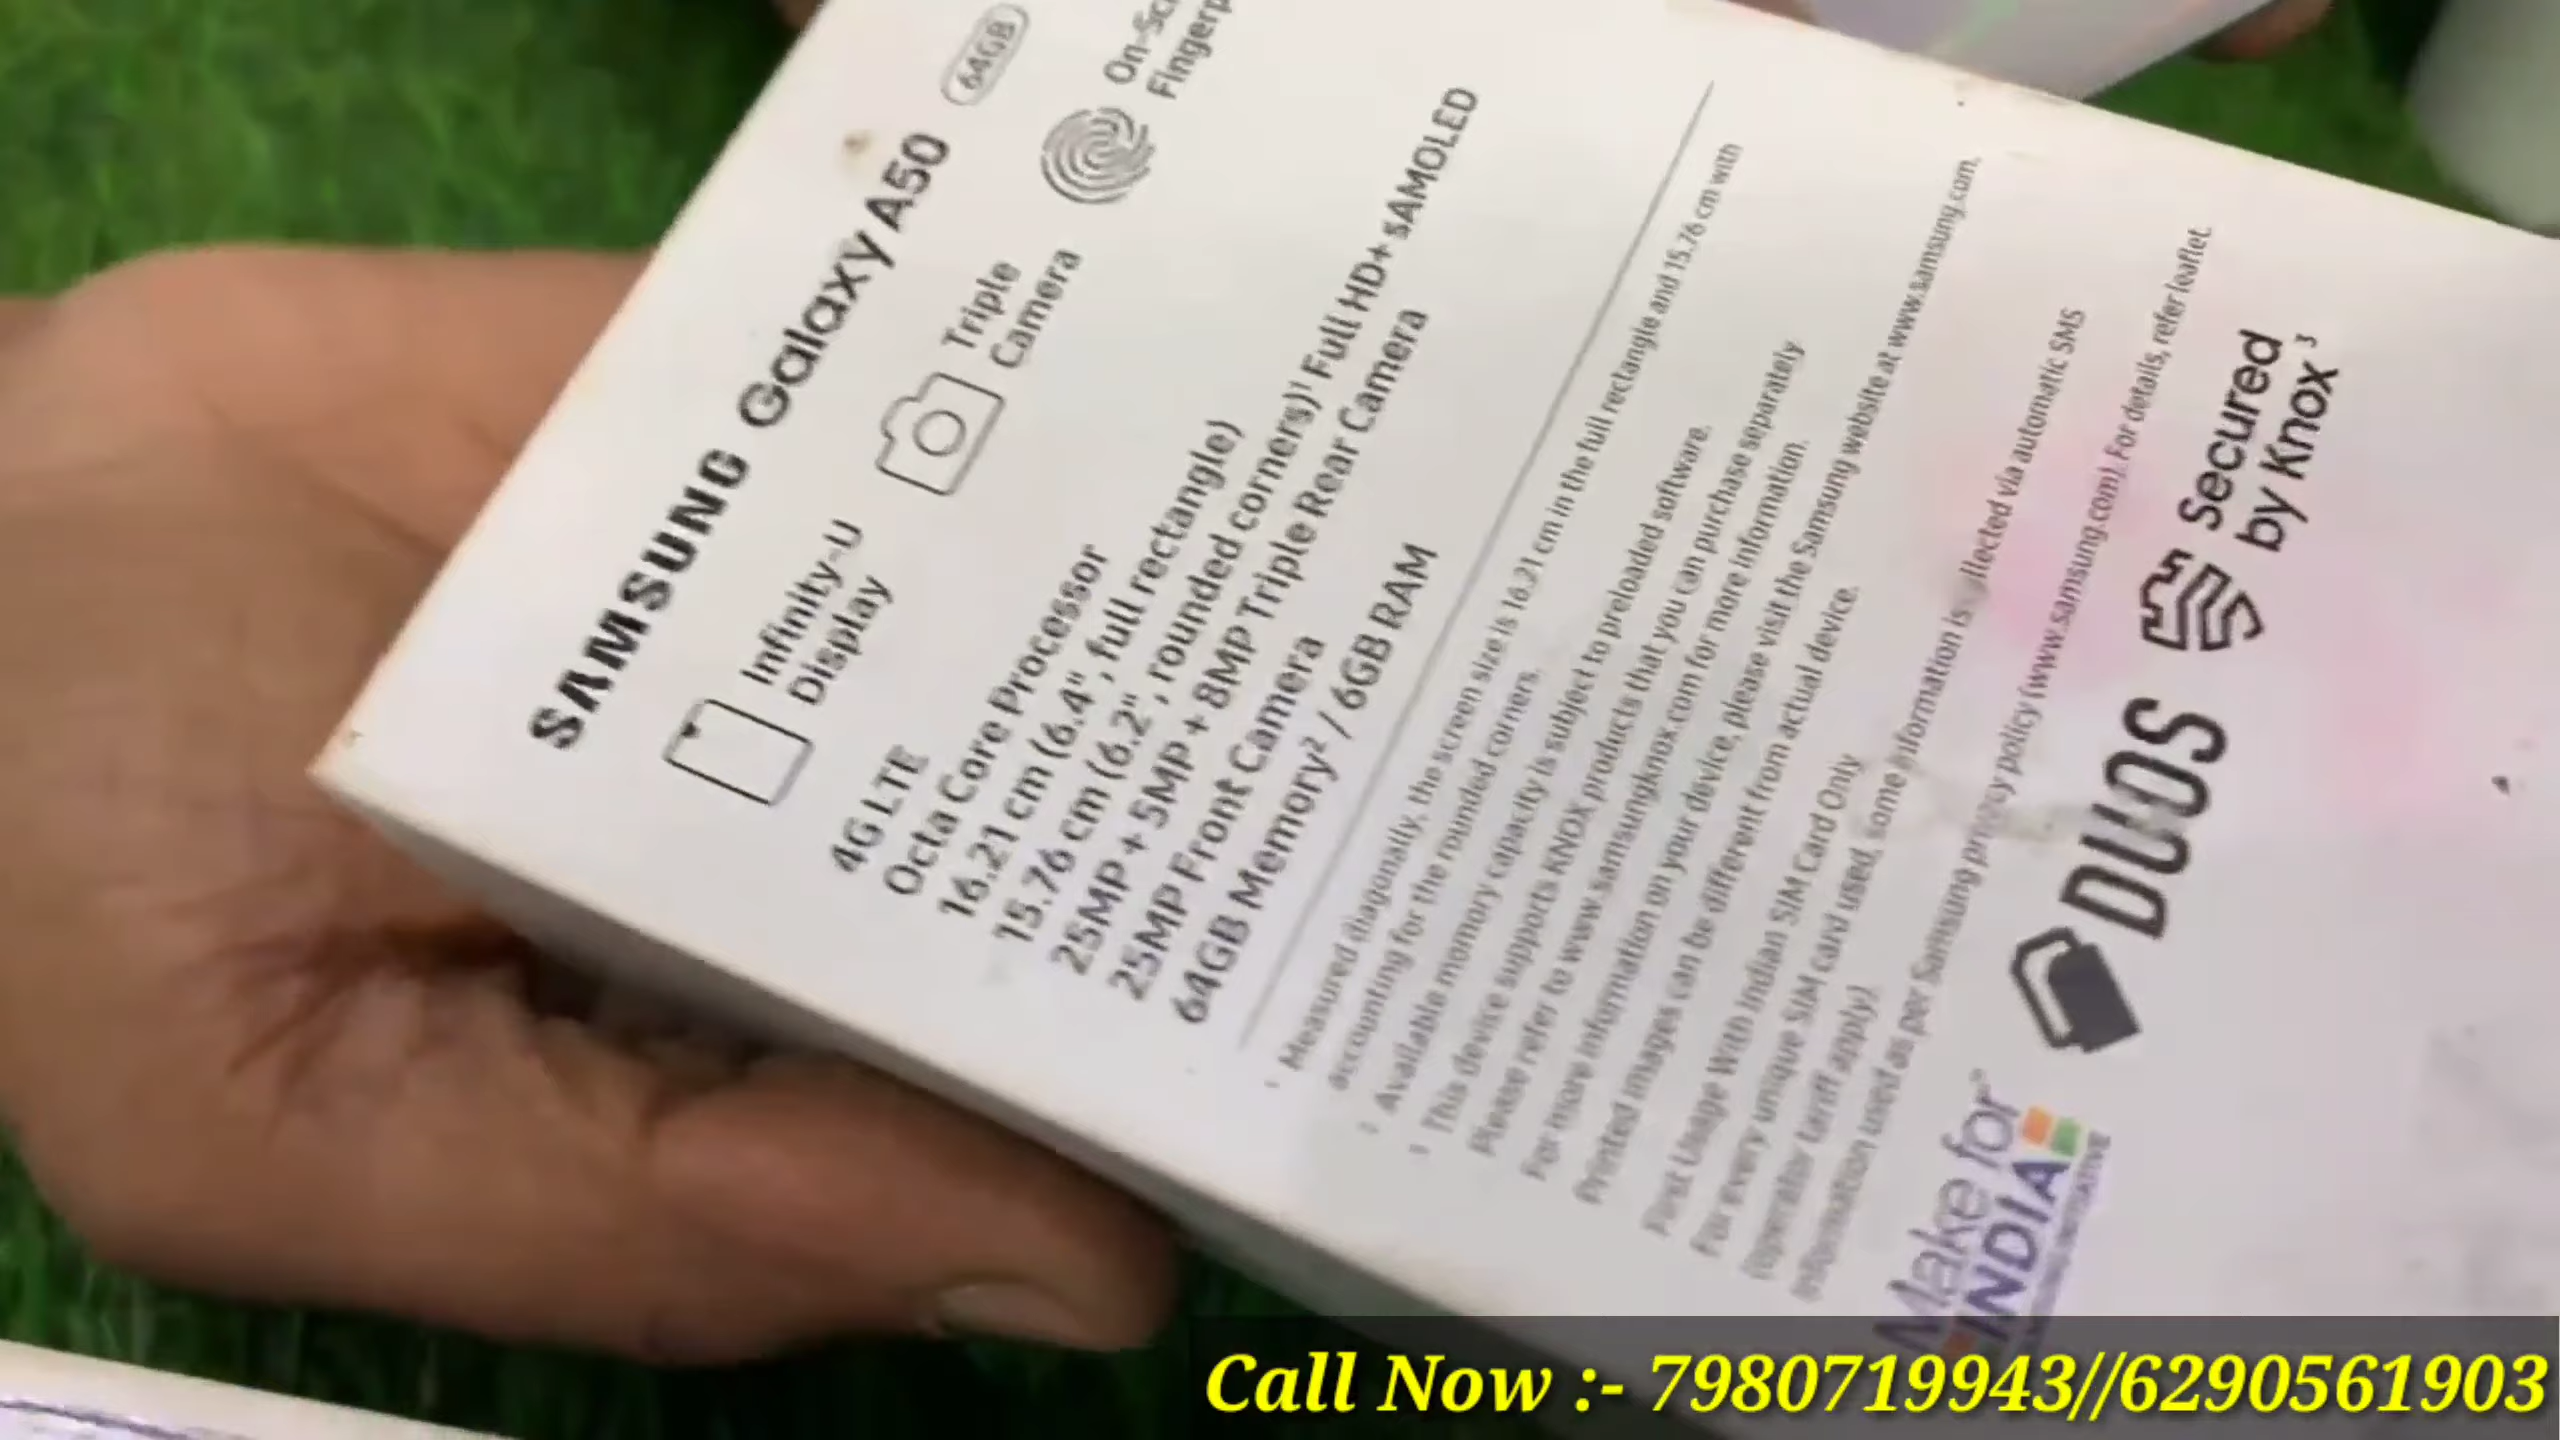 SAMSUNG Galaxy A50 64GB
Infinity-U
Display
Triple
Camera
4G LTE
Octa Core Processor
16.21 cm (6.4", full rectangle)
15.76 cm (6.2", rounded corners)¹ Full HD+ sAMOLED
25MP + 5MP + 8MP Triple Rear Camera
25MP Front Camera
64GB Memory² / 6GB RAM
¹ Measured diagonally, the screen size is 16.21 cm in the full rectangle and 15.76 cm with
accounting for the rounded corners.
² Available memory capacity is subject to preloaded software.
³ This device supports KNOX products that you can purchase separately
Please refer to www.samsungknox.com for more information.
For more information on your device, please visit the Samsung website at www.samsung.com.
Printed images can be different from actual device.
First Usage With Indian SIM Card Only
For every unique SIM card used, some information is collected via automatic SMS
(operator tariff apply).
Information used as per Samsung privacy policy (www.samsung.com). For details, refer leaflet.
Make for
INDIA
A SAMSUNG INITIATIVE
DUOS
Secured
by Knox³
Call Now :- 7980719943//6290561903